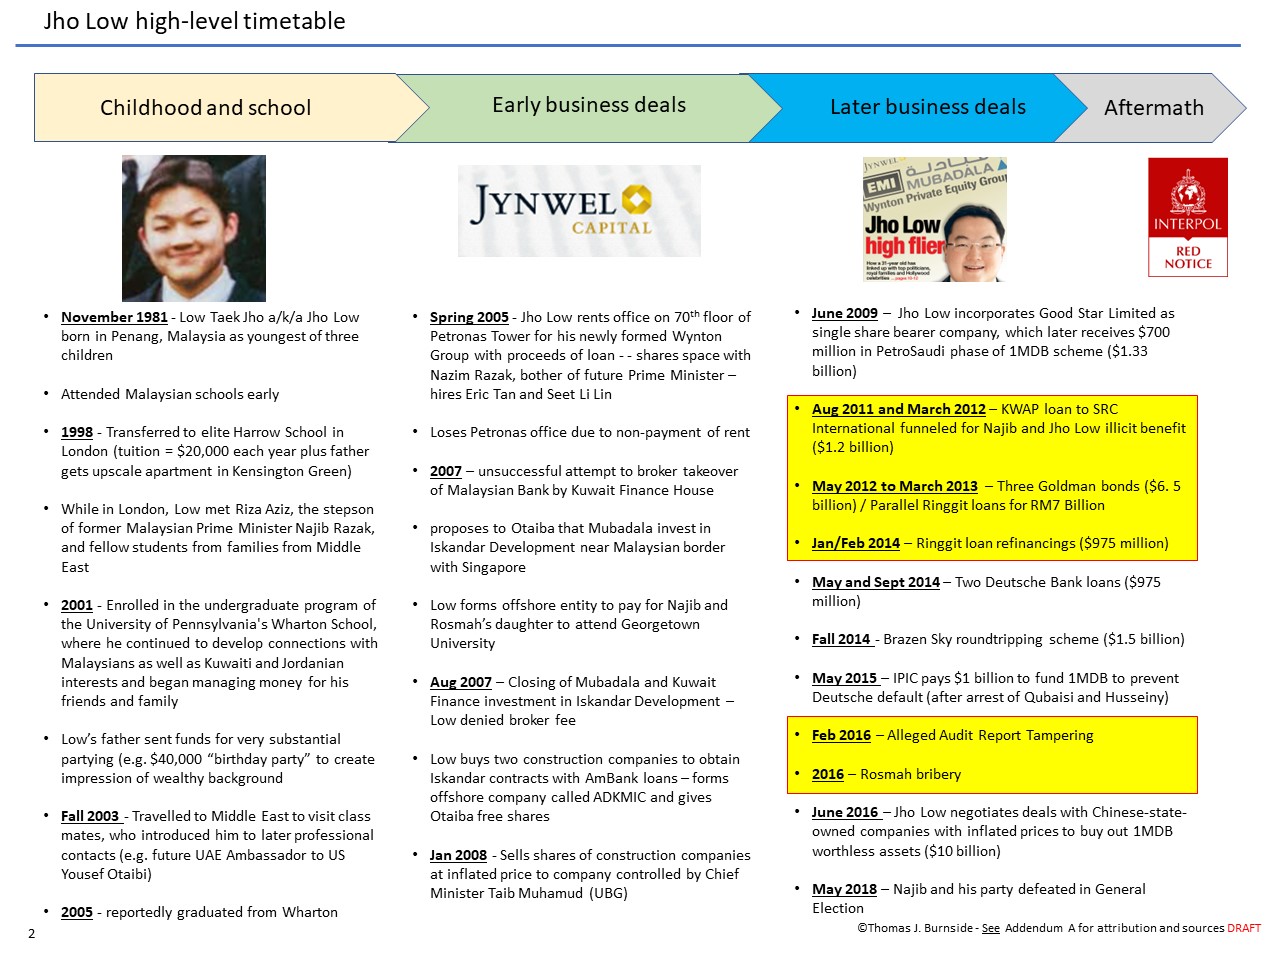 Jho Low high-level timetable
Childhood and school
Early business deals
Later business deals
Aftermath
JYNWEL
CAPITAL
JYNWEL
CAPITAL
EMI
MUBADALA
Wynton Private Equity Group
Jho Low
high flier
How a 31-year-old has
linked up with top politicians,
royal families and Hollywood
celebrities
INTERPOL
RED
NOTICE
• November 1981 - Low Taek Jho a/k/a Jho Low
born in Penang, Malaysia as youngest of three
children
• Attended Malaysian schools early
• 1998 - Transferred to elite Harrow School in
London (tuition = $20,000 each year plus father
gets upscale apartment in Kensington Green)
• While in London, Low met Riza Aziz, the stepson
of former Malaysian Prime Minister Najib Razak,
and fellow students from families from Middle
East
• 2001 - Enrolled in the undergraduate program of
the University of Pennsylvania's Wharton School,
where he continued to develop connections with
Malaysians as well as Kuwaiti and Jordanian
interests and began managing money for his
friends and family
• Low’s father sent funds for very substantial
partying (e.g. $40,000 “birthday party” to create
impression of wealthy background
• Fall 2003 - Travelled to Middle East to visit class
mates, who introduced him to later professional
contacts (e.g. future UAE Ambassador to US
Yousef Otaibi)
• 2005 - reportedly graduated from Wharton
• Spring 2005 - Jho Low rents office on 70th floor of
Petronas Tower for his newly formed Wynton
Group with proceeds of loan - - shares space with
Nazim Razak, bother of future Prime Minister –
hires Eric Tan and Seet Li Lin
• Loses Petronas office due to non-payment of rent
• 2007 – unsuccessful attempt to broker takeover
of Malaysian Bank by Kuwait Finance House
• proposes to Otaiba that Mubadala invest in
Iskandar Development near Malaysian border
with Singapore
• Low forms offshore entity to pay for Najib and
Rosmah’s daughter to attend Georgetown
University
• Aug 2007 – Closing of Mubadala and Kuwait
Finance investment in Iskandar Development –
Low denied broker fee
• Low buys two construction companies to obtain
Iskandar contracts with AmBank loans – forms
offshore company called ADKMIC and gives
Otaiba free shares
• Jan 2008 - Sells shares of construction companies
at inflated price to company controlled by Chief
Minister Taib Muhamud (UBG)
• June 2009 – Jho Low incorporates Good Star Limited as
single share bearer company, which later receives $700
million in PetroSaudi phase of 1MDB scheme ($1.33
billion)
• Aug 2011 and March 2012 – KWAP loan to SRC
International funneled for Najib and Jho Low illicit benefit
($1.2 billion)
• May 2012 to March 2013 – Three Goldman bonds ($6. 5
billion) / Parallel Ringgit loans for RM7 Billion
• Jan/Feb 2014 – Ringgit loan refinancings ($975 million)
• May and Sept 2014 – Two Deutsche Bank loans ($975
million)
• Fall 2014 - Brazen Sky roundtripping scheme ($1.5 billion)
• May 2015 – IPIC pays $1 billion to fund 1MDB to prevent
Deutsche default (after arrest of Qubaisi and Husseiny)
• Feb 2016 – Alleged Audit Report Tampering
• 2016 – Rosmah bribery
• June 2016 – Jho Low negotiates deals with Chinese-state-
owned companies with inflated prices to buy out 1MDB
worthless assets ($10 billion)
• May 2018 – Najib and his party defeated in General
Election
2
©Thomas J. Burnside - See Addendum A for attribution and sources DRAFT